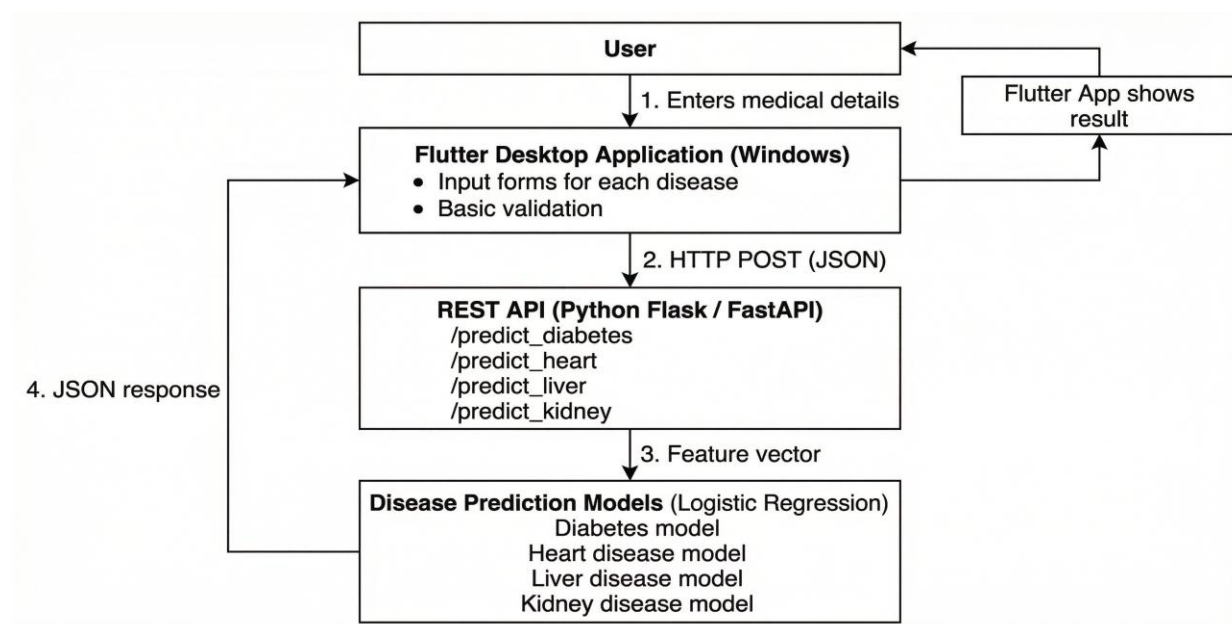 User
1. Enters medical details
Flutter App shows
result
Flutter Desktop Application (Windows)
• Input forms for each disease
• Basic validation
2. HTTP POST (JSON)
REST API (Python Flask / FastAPI)
/predict_diabetes
/predict_heart
/predict_liver
/predict_kidney
4. JSON response
3. Feature vector
Disease Prediction Models (Logistic Regression)
Diabetes model
Heart disease model
Liver disease model
Kidney disease model